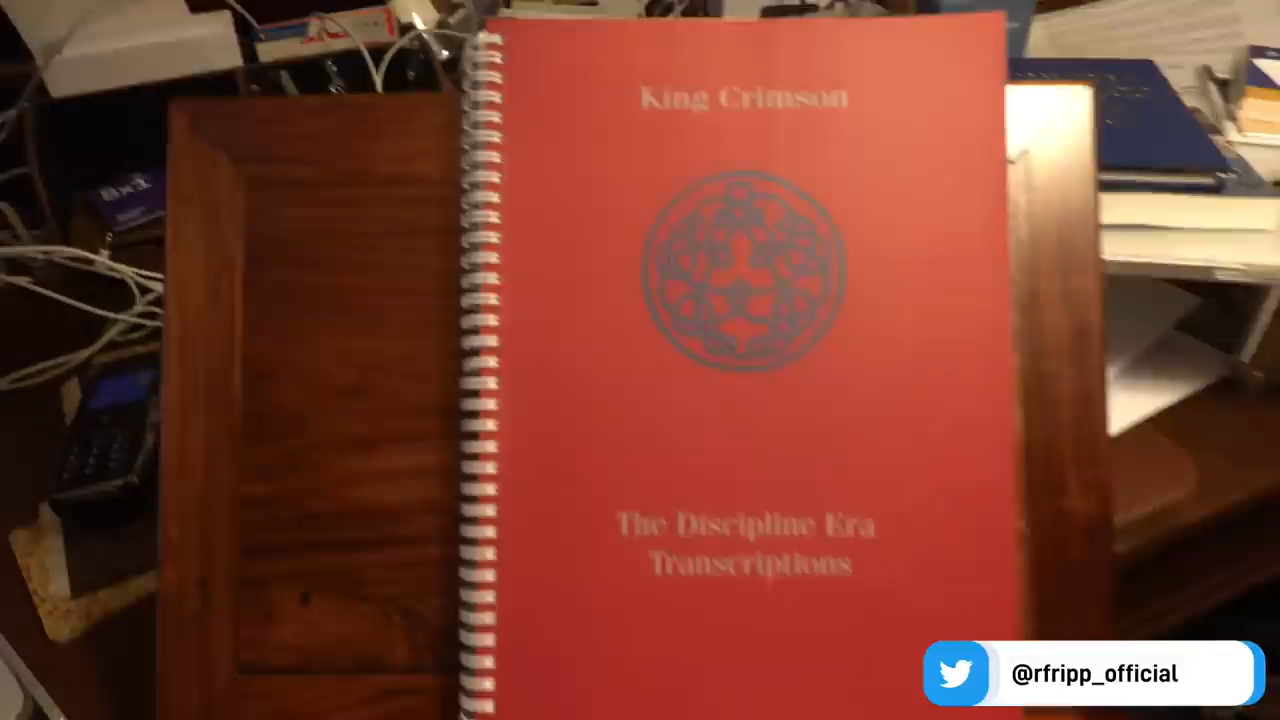 King Crimson
The Discipline Era
Transcriptions
@rfripp_official